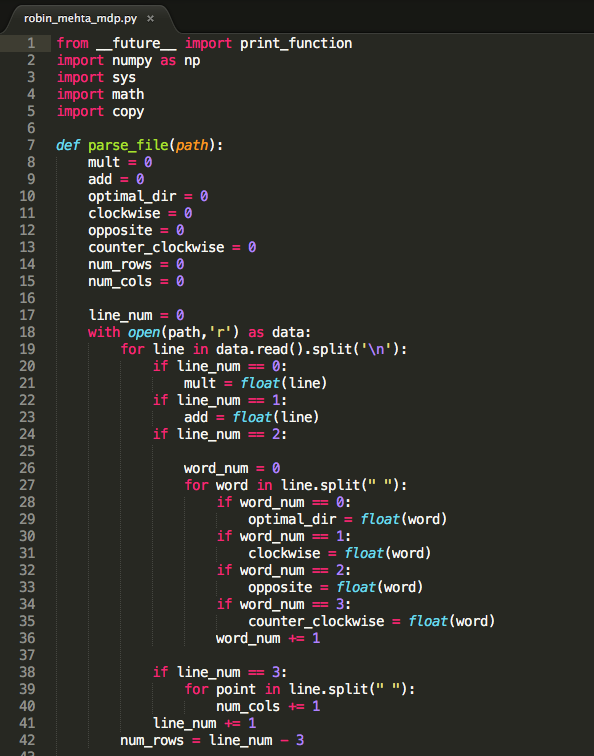 robin_mehta_mdp.py ×
1 from __future__ import print_function
2 import numpy as np
3 import sys
4 import math
5 import copy
6
7 def parse_file(path):
8     mult = 0
9     add = 0
10     optimal_dir = 0
11     clockwise = 0
12     opposite = 0
13     counter_clockwise = 0
14     num_rows = 0
15     num_cols = 0
16
17     line_num = 0
18     with open(path,'r') as data:
19         for line in data.read().split('\n'):
20             if line_num == 0:
21                 mult = float(line)
22             if line_num == 1:
23                 add = float(line)
24             if line_num == 2:
25
26                 word_num = 0
27                 for word in line.split(" "):
28                     if word_num == 0:
29                         optimal_dir = float(word)
30                     if word_num == 1:
31                         clockwise = float(word)
32                     if word_num == 2:
33                         opposite = float(word)
34                     if word_num == 3:
35                         counter_clockwise = float(word)
36                     word_num += 1
37
38             if line_num == 3:
39                 for point in line.split(" "):
40                     num_cols += 1
41             line_num += 1
42         num_rows = line_num - 3